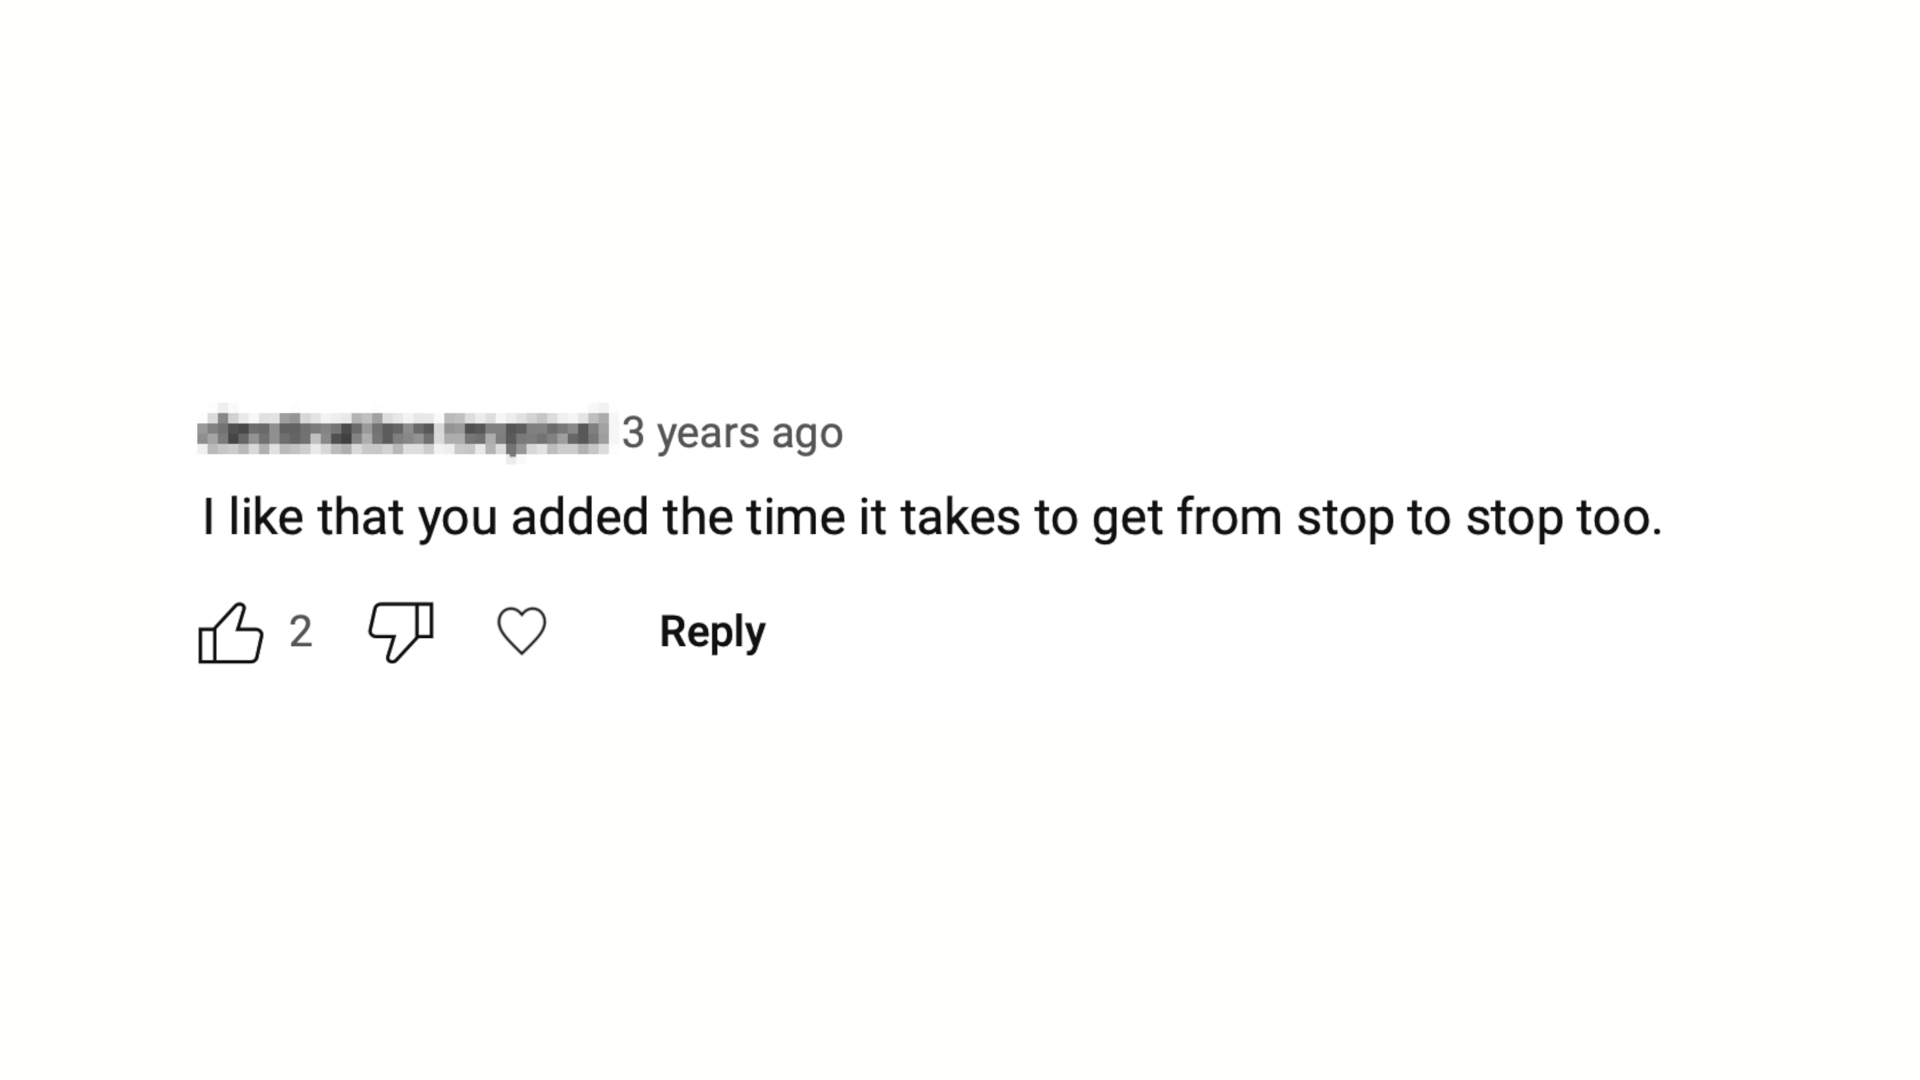 3 years ago
I like that you added the time it takes to get from stop to stop too.
2 Reply